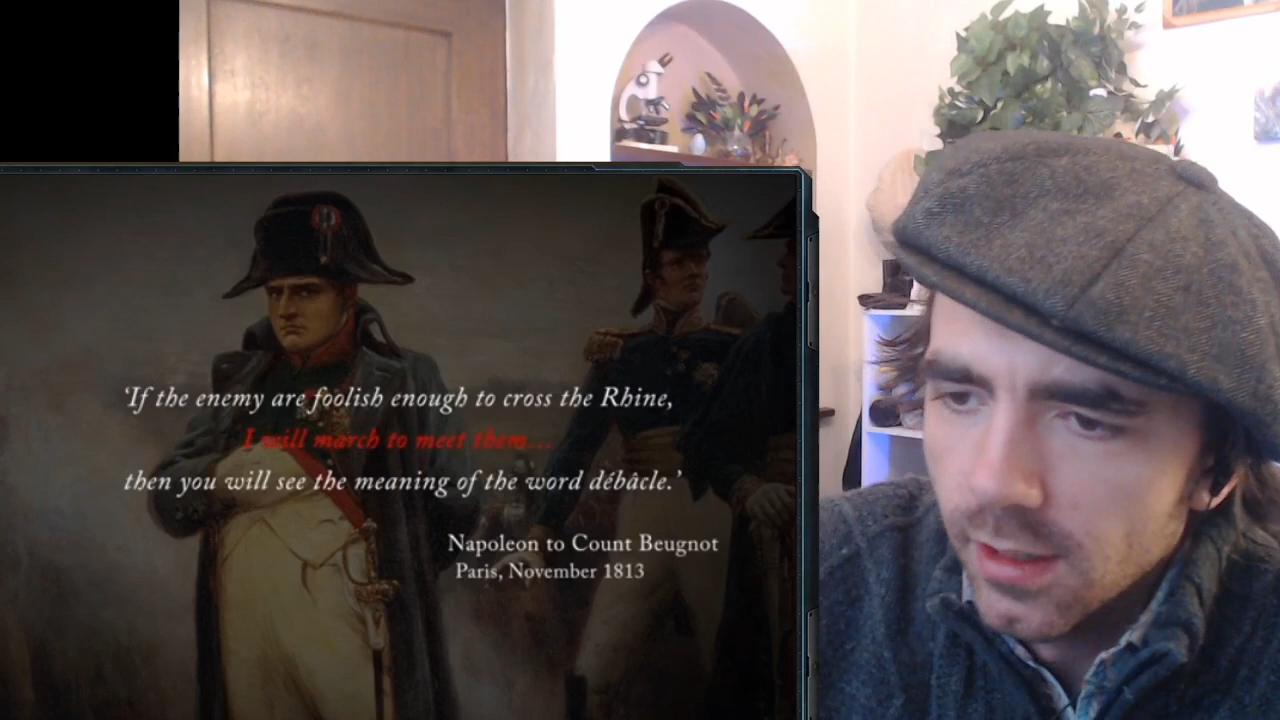 ‘If the enemy are foolish enough to cross the Rhine,
I will march to meet them...
then you will see the meaning of the word débâcle.’
Napoleon to Count Beugnot
Paris, November 1813